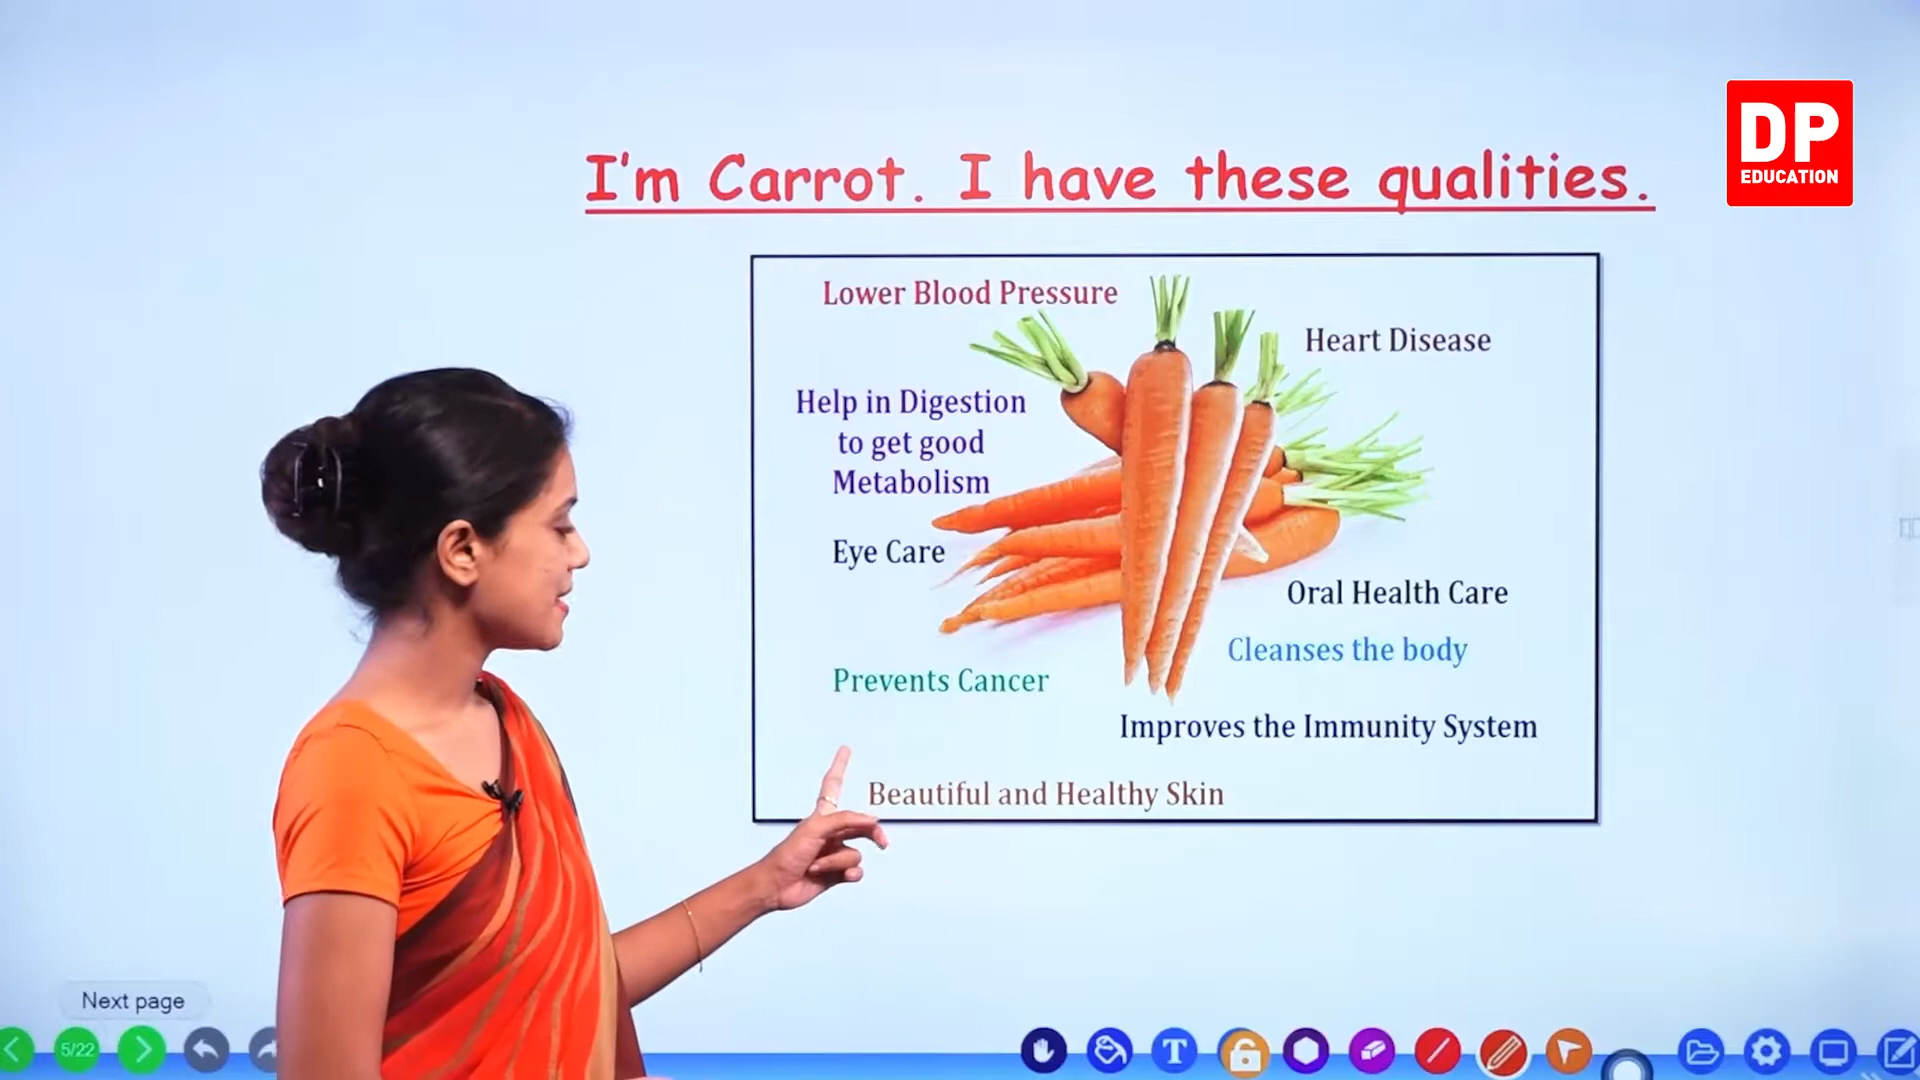 I'm Carrot. I have these qualities.
DP
EDUCATION
Lower Blood Pressure
Heart Disease
Help in Digestion
to get good
Metabolism
Eye Care
Oral Health Care
Cleanses the body
Prevents Cancer
Improves the Immunity System
Beautiful and Healthy Skin
Next page
5/22
T